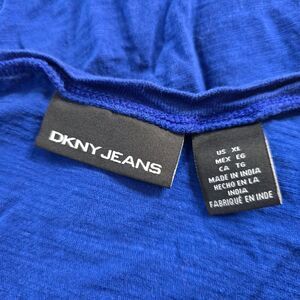 DKNY JEANS
US XL
MEX EG
CA TG
MADE IN INDIA
HECHO EN LA
INDIA
FABRIQUÉ EN INDE